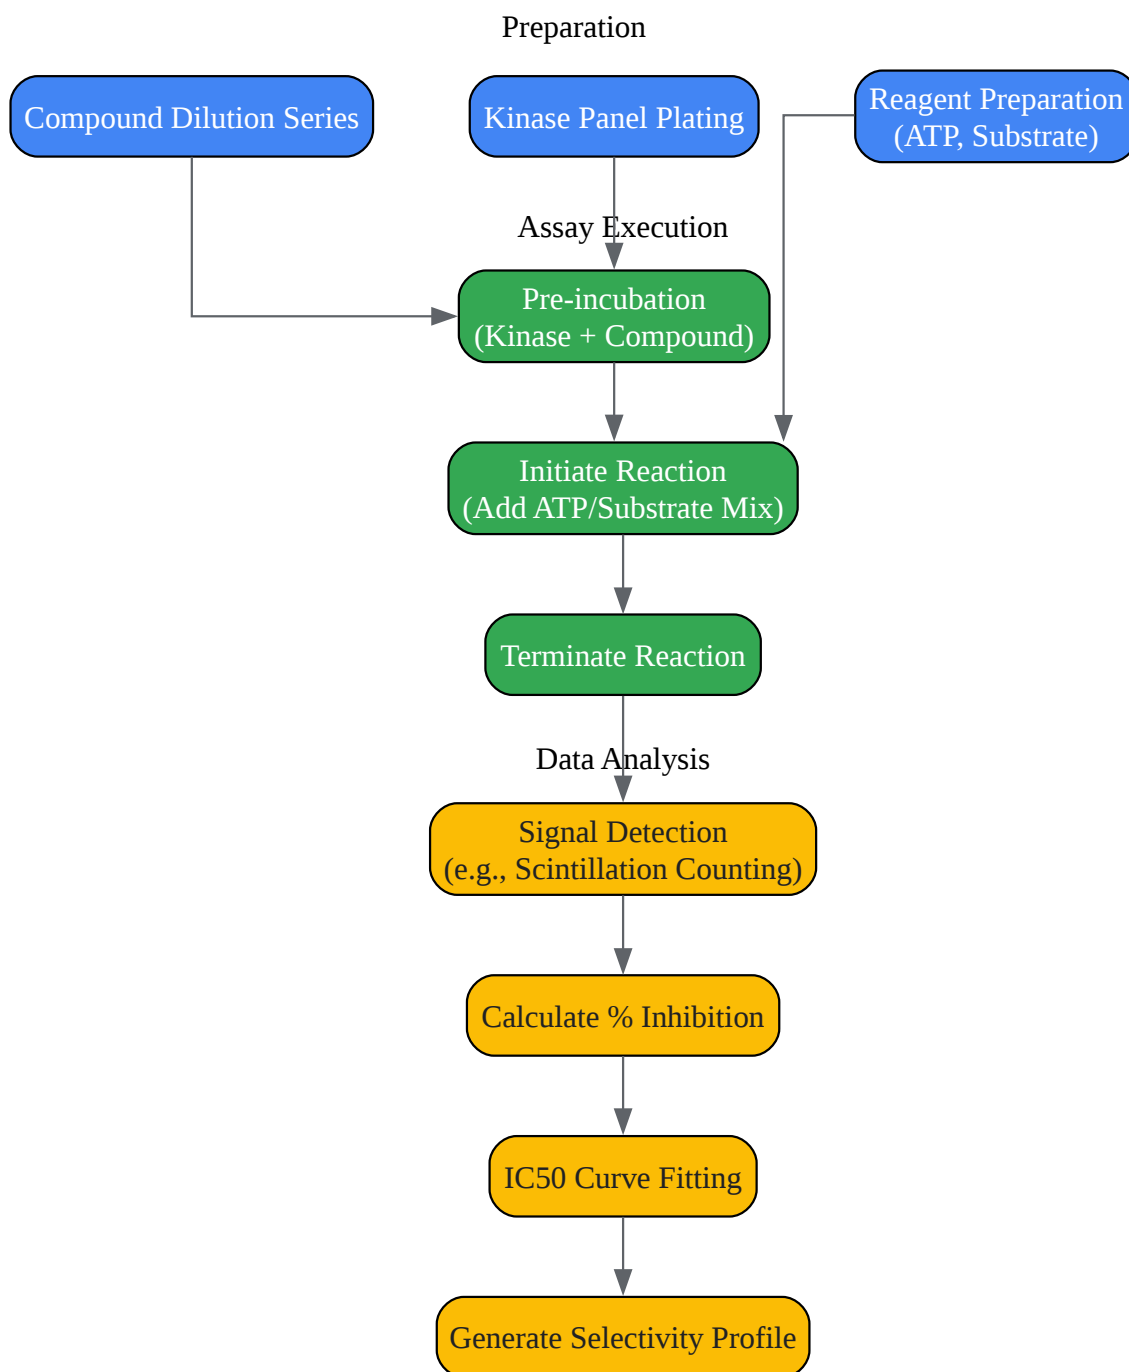 Preparation
Compound Dilution Series
Kinase Panel Plating
Reagent Preparation
(ATP, Substrate)
Assay Execution
Pre-incubation
(Kinase + Compound)
Initiate Reaction
(Add ATP/Substrate Mix)
Terminate Reaction
Data Analysis
Signal Detection
(e.g., Scintillation Counting)
Calculate % Inhibition
IC50 Curve Fitting
Generate Selectivity Profile